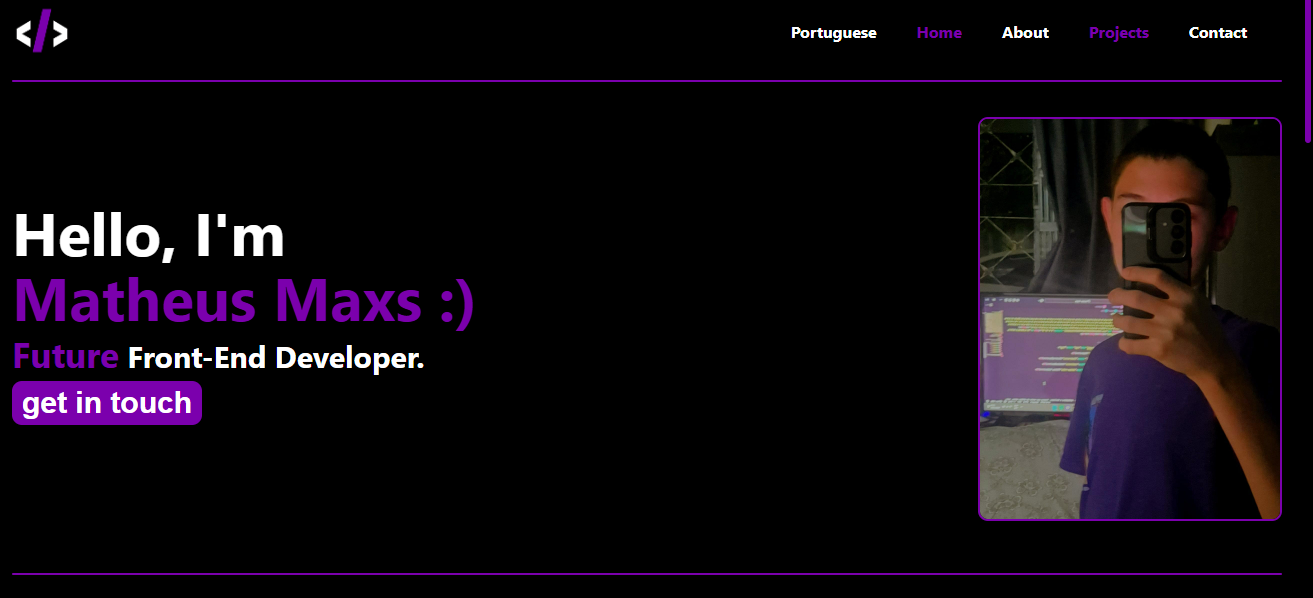 </>
Portuguese Home About Projects Contact
Hello, I'm
Matheus Maxs :)
Future Front-End Developer.
get in touch